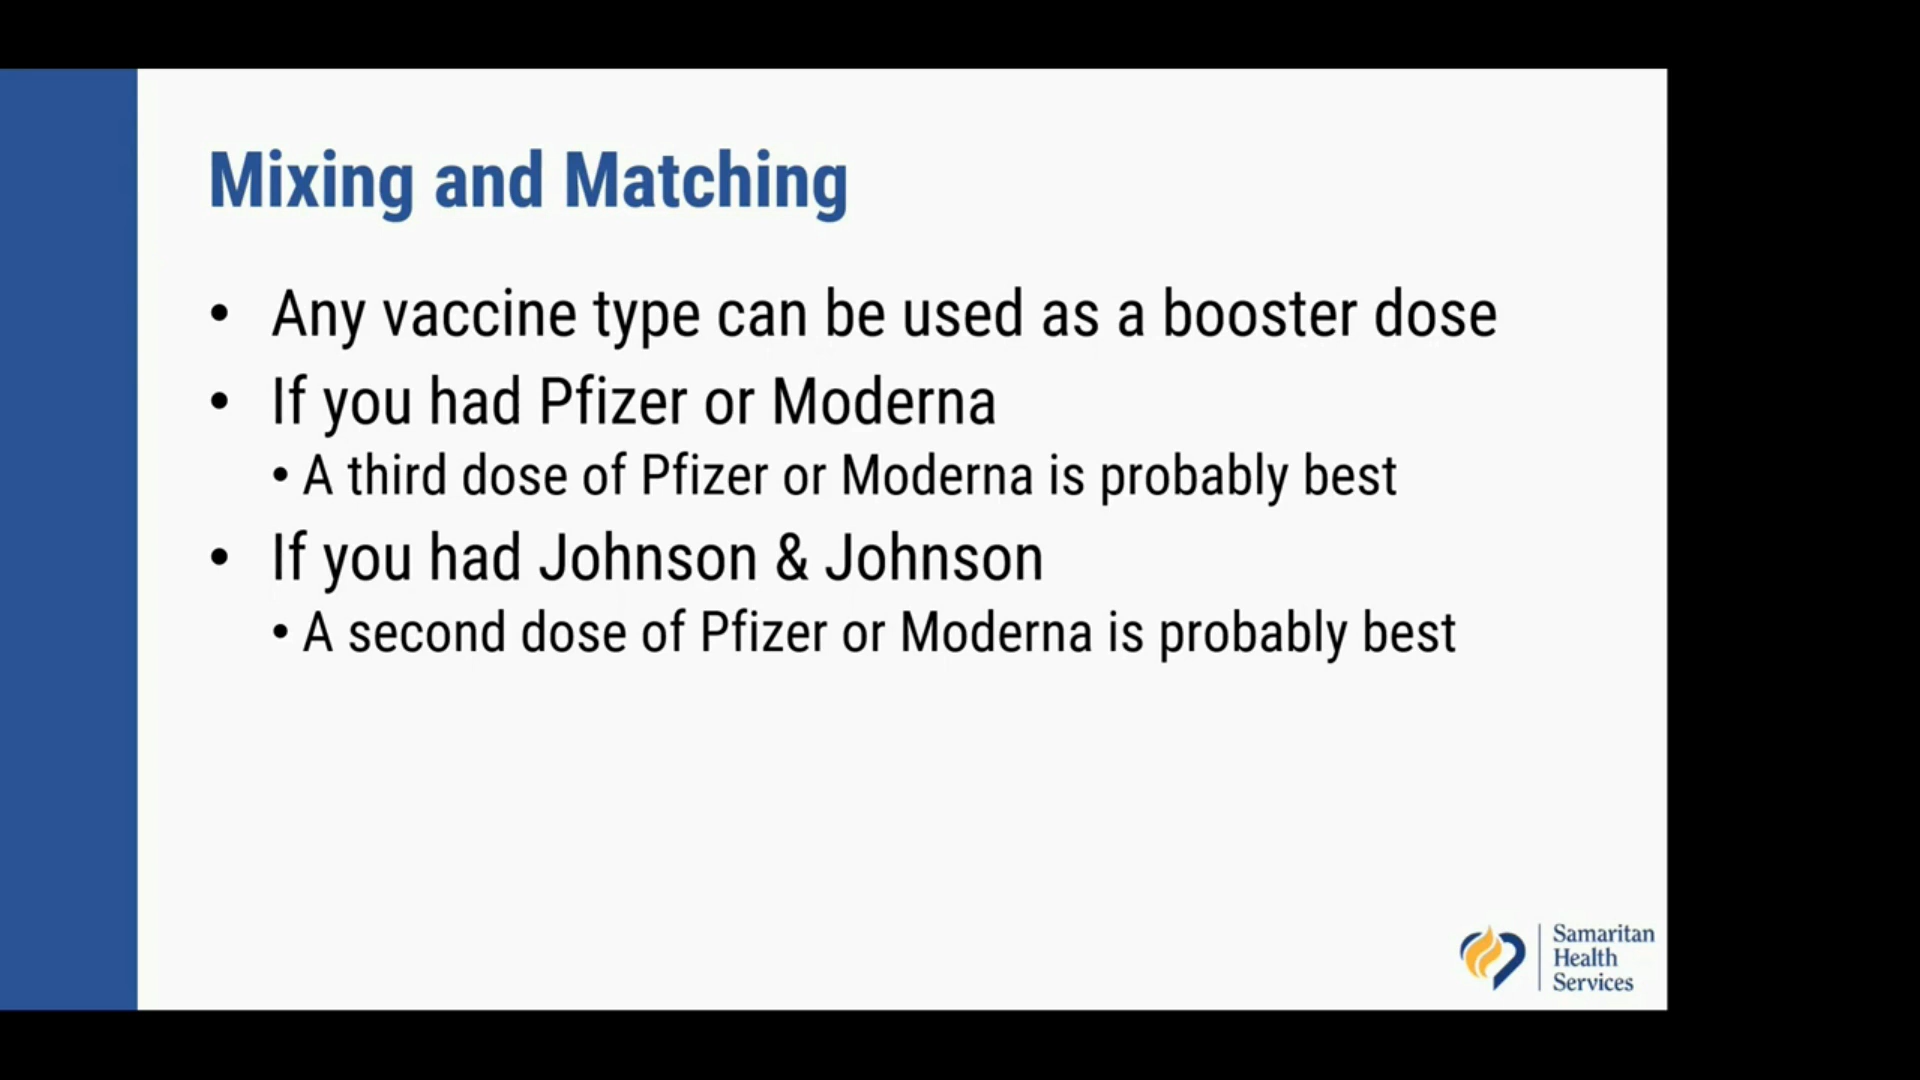 Mixing and Matching
• Any vaccine type can be used as a booster dose
• If you had Pfizer or Moderna
• A third dose of Pfizer or Moderna is probably best
• If you had Johnson & Johnson
• A second dose of Pfizer or Moderna is probably best
Samaritan
Health
Services